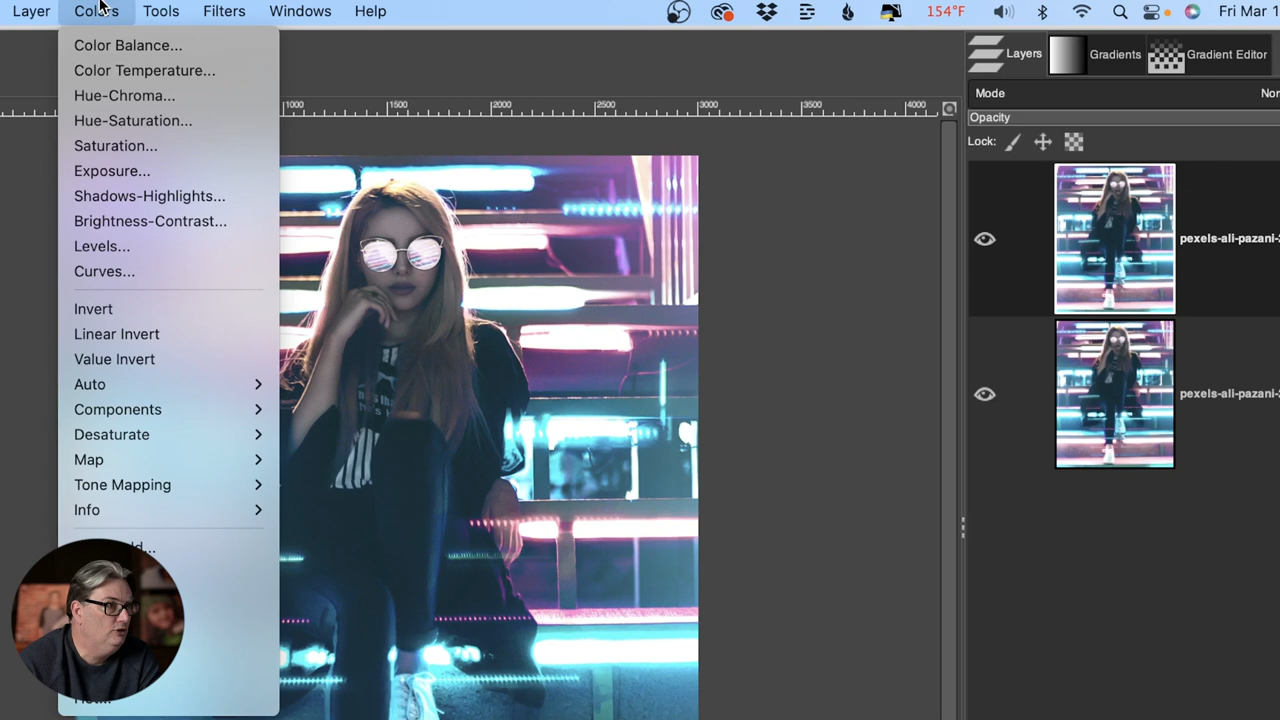 Layer Colors Tools Filters Windows Help 154°F Fri Mar 1
Color Balance...
Color Temperature...
Hue-Chroma...
Hue-Saturation...
Saturation...
Exposure...
Shadows-Highlights...
Brightness-Contrast...
Levels...
Curves...
Invert
Linear Invert
Value Invert
Auto
Components
Desaturate
Map
Tone Mapping
Info
1000 1500 2000 2500 3000 3500 4000
Layers Gradients Gradient Editor
Mode Nor
Opacity
Lock:
pexels-ali-pazani-2
pexels-ali-pazani-2